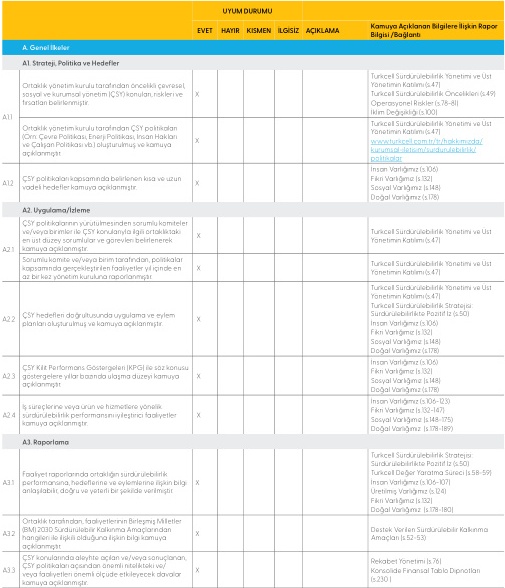 UYUM DURUMU
EVET HAYIR KISMEN İLGİSİZ AÇIKLAMA Kamuya Açıklanan Bilgilere İlişkin Rapor
Bilgisi /Bağlantı
A. Genel İlkeler
A1. Strateji, Politika ve Hedefler
A1.1
Ortaklık yönetim kurulu tarafından öncelikli çevresel,
sosyal ve kurumsal yönetim (ÇSY) konuları, riskleri ve
fırsatları belirlenmiştir.
X
Turkcell Sürdürülebilirlik Yönetimi ve Üst
Yönetimin Katılımı (s.47)
Turkcell Sürdürülebilirlik Öncelikleri (s.49)
Operasyonel Riskler (s.78-81)
İklim Değişikliği (s.100)
Ortaklık yönetim kurulu tarafından ÇSY politikaları
(Örn: Çevre Politikası, Enerji Politikası, İnsan Hakları
ve Çalışan Politikası vb.) oluşturulmuş ve kamuya
açıklanmıştır.
X
Turkcell Sürdürülebilirlik Yönetimi ve Üst
Yönetimin Katılımı (s.47)
www.turkcell.com.tr/tr/hakkimizda/
kurumsal-iletisim/surdurulebilirlik/
politikalar
A1.2
ÇSY politikaları kapsamında belirlenen kısa ve uzun
vadeli hedefler kamuya açıklanmıştır.
X
İnsan Varlığımız (s.106)
Fikri Varlığımız (s.132)
Sosyal Varlığımız (s.148)
Doğal Varlığımız (s.178)
A2. Uygulama/İzleme
A2.1
ÇSY politikalarının yürütülmesinden sorumlu komiteler
ve/veya birimler ile ÇSY konularıyla ilgili ortaklıktaki
en üst düzey sorumlular ve görevleri belirlenerek
kamuya açıklanmıştır.
X
Turkcell Sürdürülebilirlik Yönetimi ve Üst
Yönetimin Katılımı (s.47)
Sorumlu komite ve/veya birim tarafından, politikalar
kapsamında gerçekleştirilen faaliyetler yıl içinde en
az bir kez yönetim kuruluna raporlanmıştır.
X
Turkcell Sürdürülebilirlik Yönetimi ve Üst
Yönetimin Katılımı (s.47)
A2.2
ÇSY hedefleri doğrultusunda uygulama ve eylem
planları oluşturulmuş ve kamuya açıklanmıştır.
X
Turkcell Sürdürülebilirlik Yönetimi ve Üst
Yönetimin Katılımı (s.47)
Turkcell Sürdürülebilirlik Stratejisi:
Sürdürülebilirlikte Pozitif İz (s.50)
İnsan Varlığımız (s.106)
Fikri Varlığımız (s.132)
Sosyal Varlığımız (s.148)
Doğal Varlığımız (s.178)
A2.3
ÇSY Kilit Performans Göstergeleri (KPG) ile söz konusu
göstergelere yıllar bazında ulaşma düzeyi kamuya
açıklanmıştır.
X
İnsan Varlığımız (s.106)
Fikri Varlığımız (s.132)
Sosyal Varlığımız (s.148)
Doğal Varlığımız (s.178)
A2.4
İş süreçlerine veya ürün ve hizmetlere yönelik
sürdürülebilirlik performansını iyileştirici faaliyetler
kamuya açıklanmıştır.
X
İnsan Varlığımız (s.106-123)
Fikri Varlığımız (s.132-147)
Sosyal Varlığımız (s.148-175)
Doğal Varlığımız (s.178-189)
A3. Raporlama
A3.1
Faaliyet raporlarında ortaklığın sürdürülebilirlik
performansına, hedeflerine ve eylemlerine ilişkin bilgi
anlaşılabilir, doğru ve yeterli bir şekilde verilmiştir.
X
Turkcell Sürdürülebilirlik Stratejisi:
Sürdürülebilirlikte Pozitif İz (s.50)
Turkcell Değer Yaratma Süreci (s.58-59)
İnsan Varlığımız (s.106-107)
Üretilmiş Varlığımız (s.124)
Fikri Varlığımız (s.132)
Doğal Varlığımız (s.178-180)
A3.2
Ortaklık tarafından, faaliyetlerinin Birleşmiş Milletler
(BM) 2030 Sürdürülebilir Kalkınma Amaçlarından
hangileri ile ilişkili olduğuna ilişkin bilgi kamuya
açıklanmıştır.
X
Destek Verilen Sürdürülebilir Kalkınma
Amaçları (s.52-53)
A3.3
ÇSY konularında aleyhte açılan ve/veya sonuçlanan,
ÇSY politikaları açısından önemli nitelikteki ve/
veya faaliyetleri önemli ölçüde etkileyecek davalar
kamuya açıklanmıştır.
X
Rekabet Yönetimi (s.76)
Konsolide Finansal Tablo Dipnotları
(s.230 )